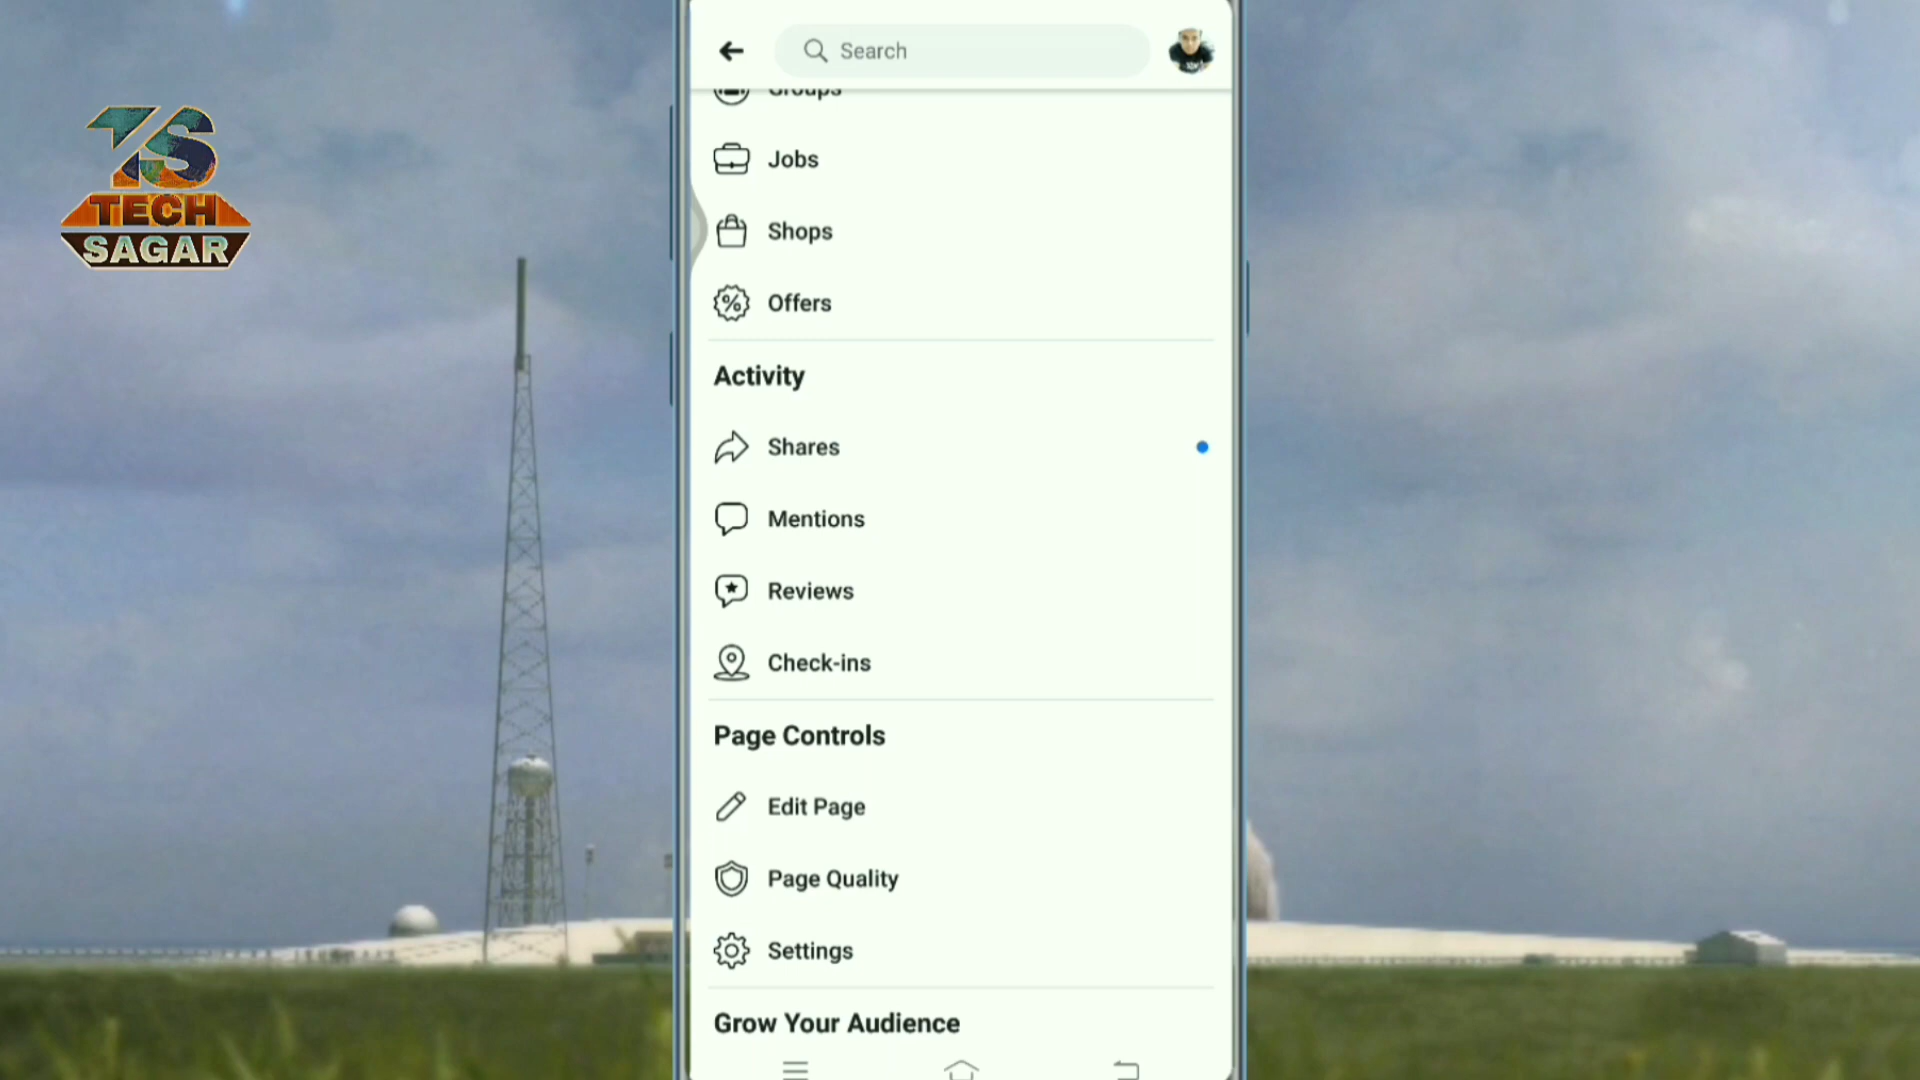 Search
TS
TECH
SAGAR
Groups
Jobs
Shops
Offers
Activity
Shares
Mentions
Reviews
Check-ins
Page Controls
Edit Page
Page Quality
Settings
Grow Your Audience